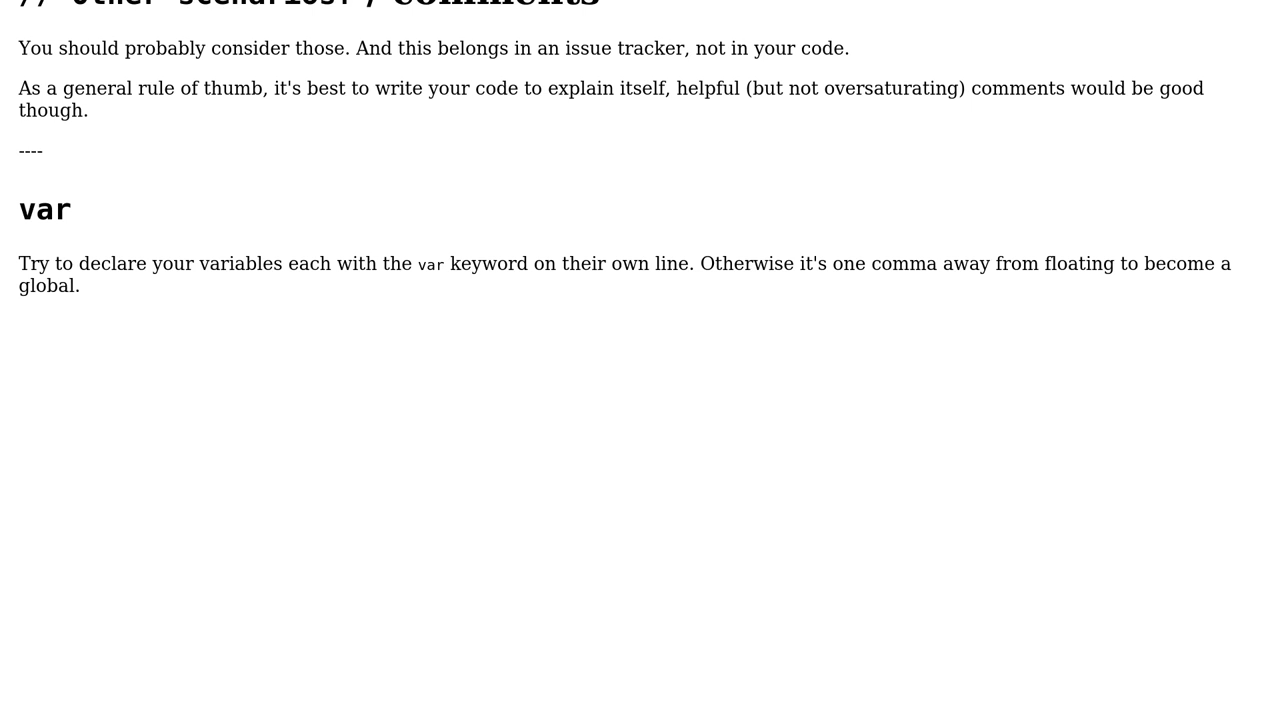 // Other scenarios? / comments
You should probably consider those. And this belongs in an issue tracker, not in your code.
As a general rule of thumb, it's best to write your code to explain itself, helpful (but not oversaturating) comments would be good
though.
----
var
Try to declare your variables each with the var keyword on their own line. Otherwise it's one comma away from floating to become a
global.